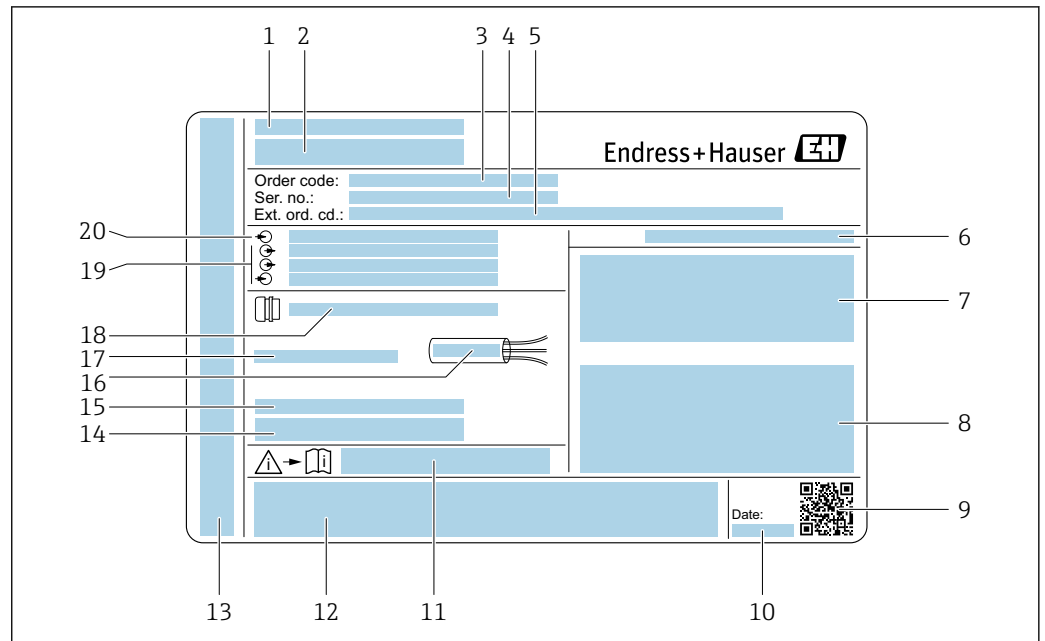 1 2 3 4 5
Endress+Hauser EH
Order code:
Ser. no.:
Ext. ord. cd.:
20
19
18
17
16
15
14
6
7
8
9
i i
Date:
13 12 11 10